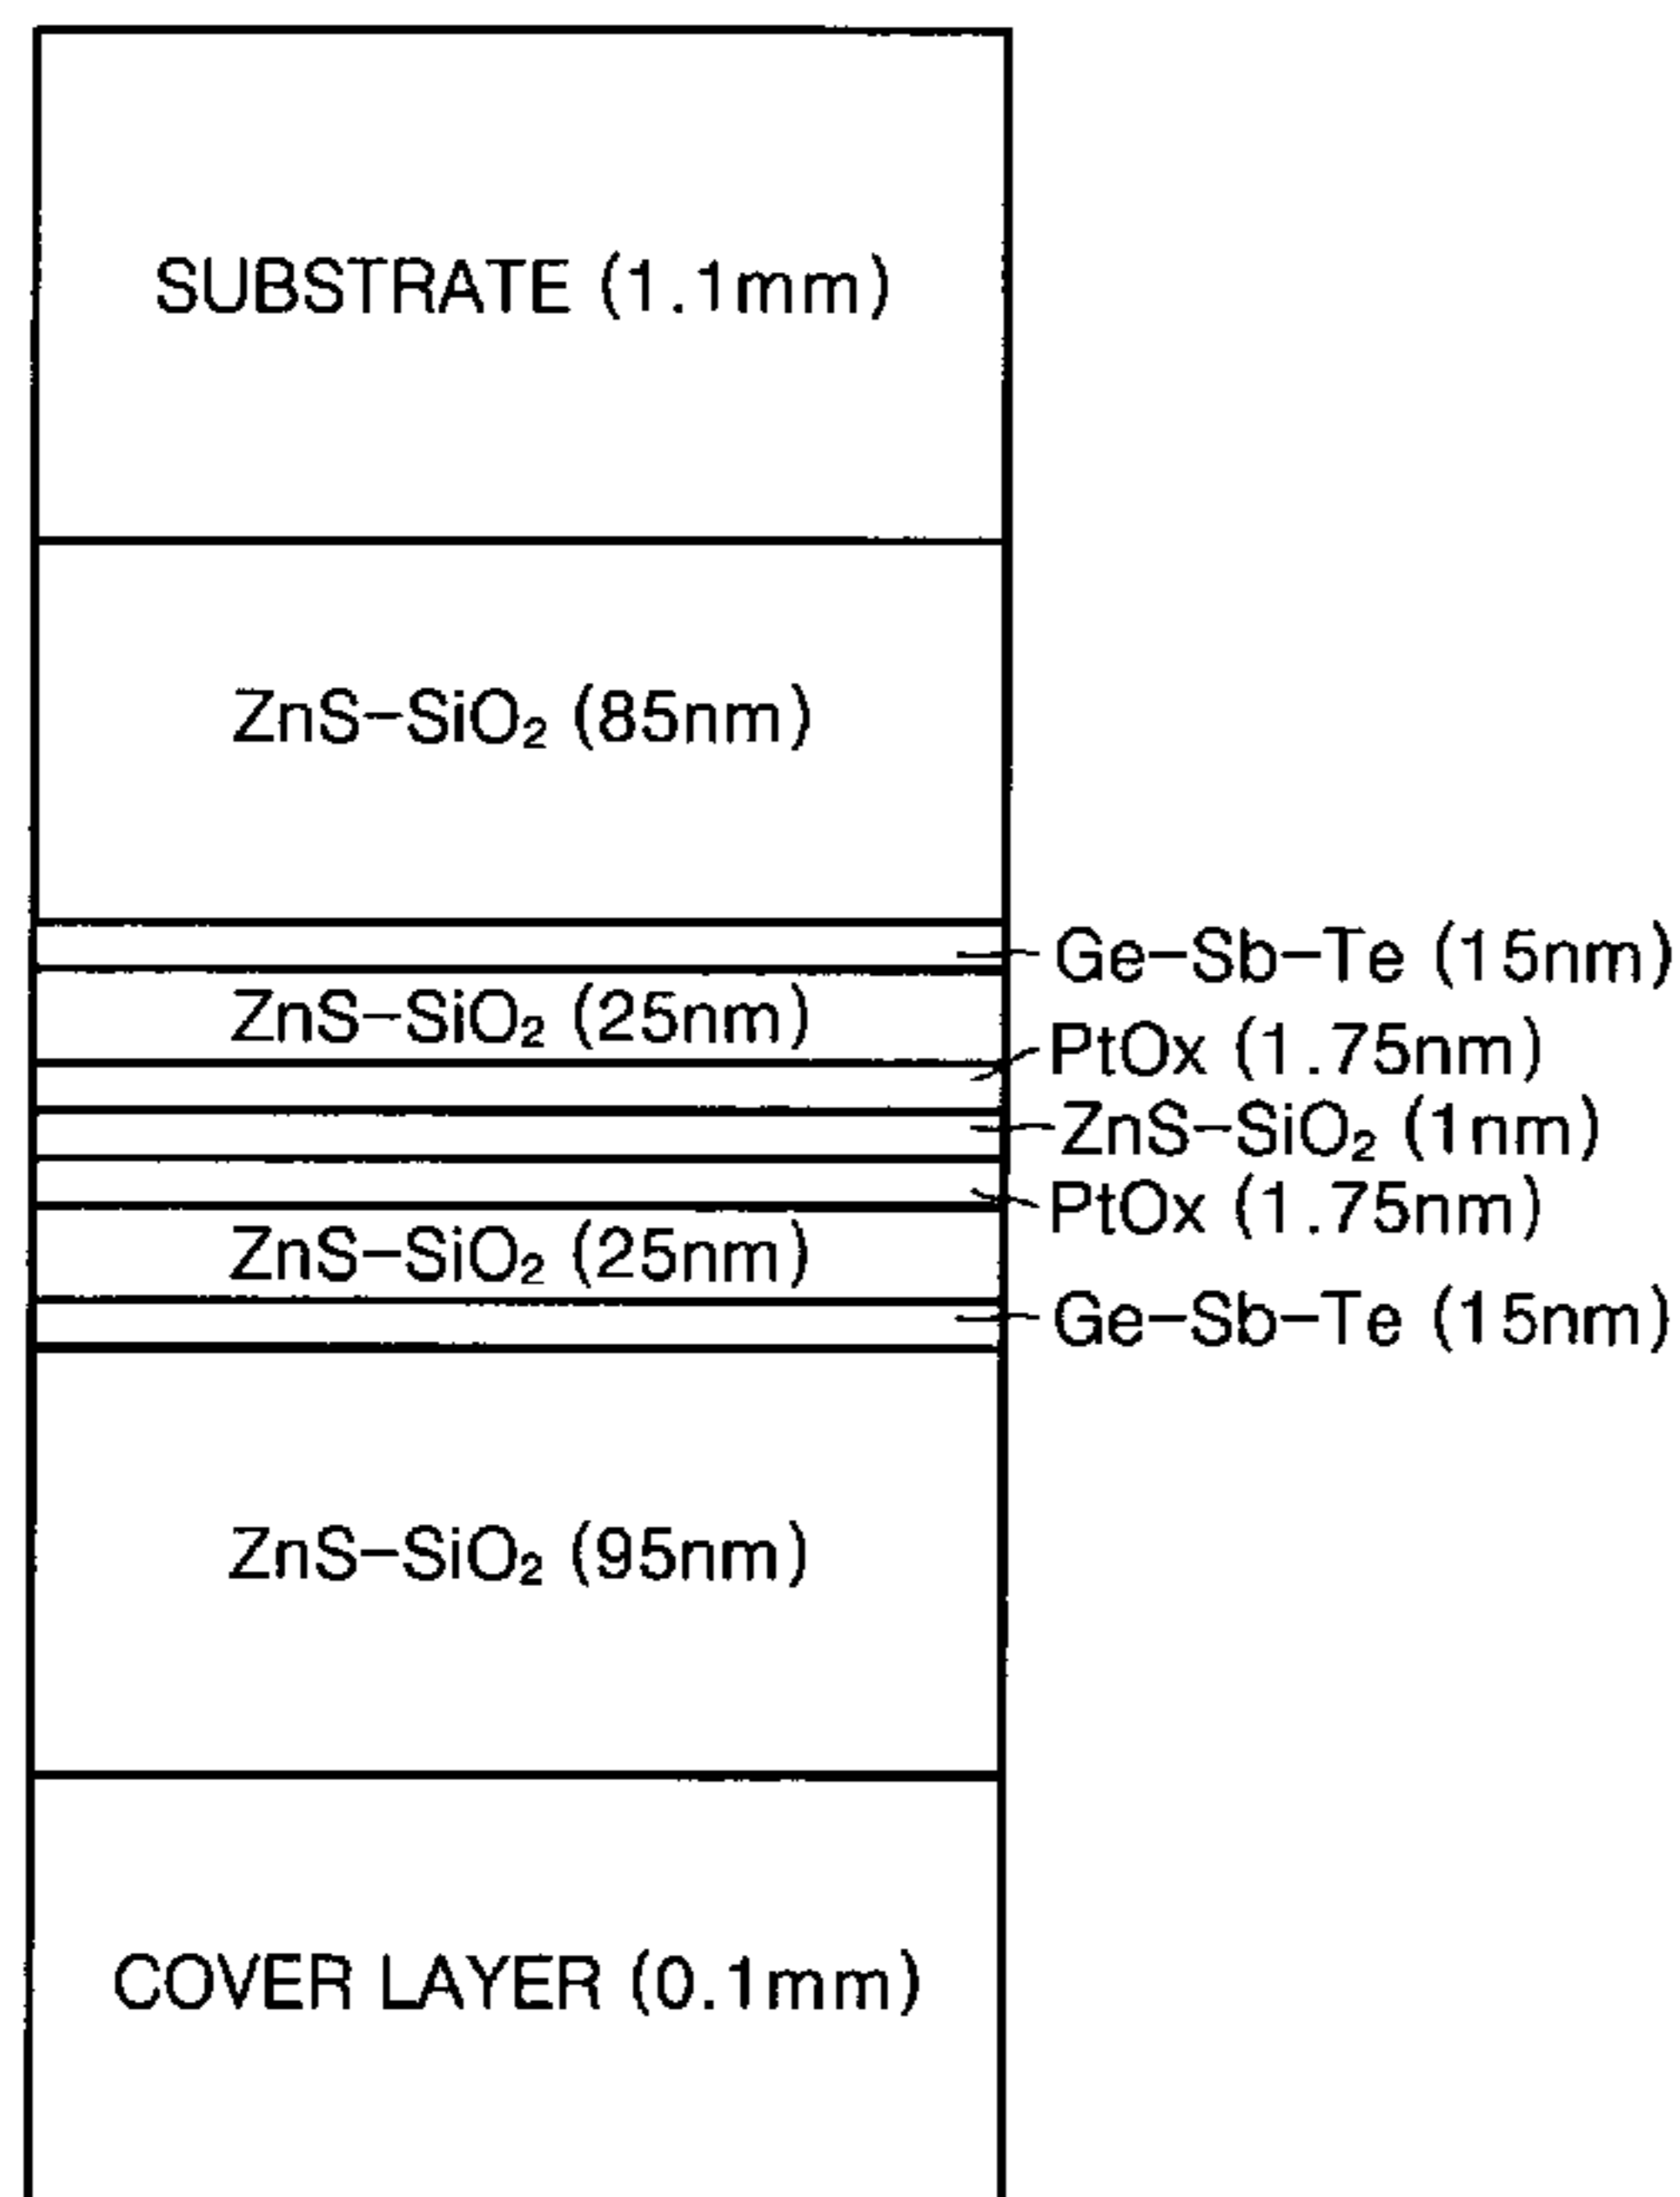 SUBSTRATE (1.1mm)
ZnS-SiO₂ (85nm)
Ge-Sb-Te (15nm)
ZnS-SiO₂ (25nm)
PtOx (1.75nm)
ZnS-SiO₂ (1nm)
PtOx (1.75nm)
ZnS-SiO₂ (25nm)
Ge-Sb-Te (15nm)
ZnS-SiO₂ (95nm)
COVER LAYER (0.1mm)